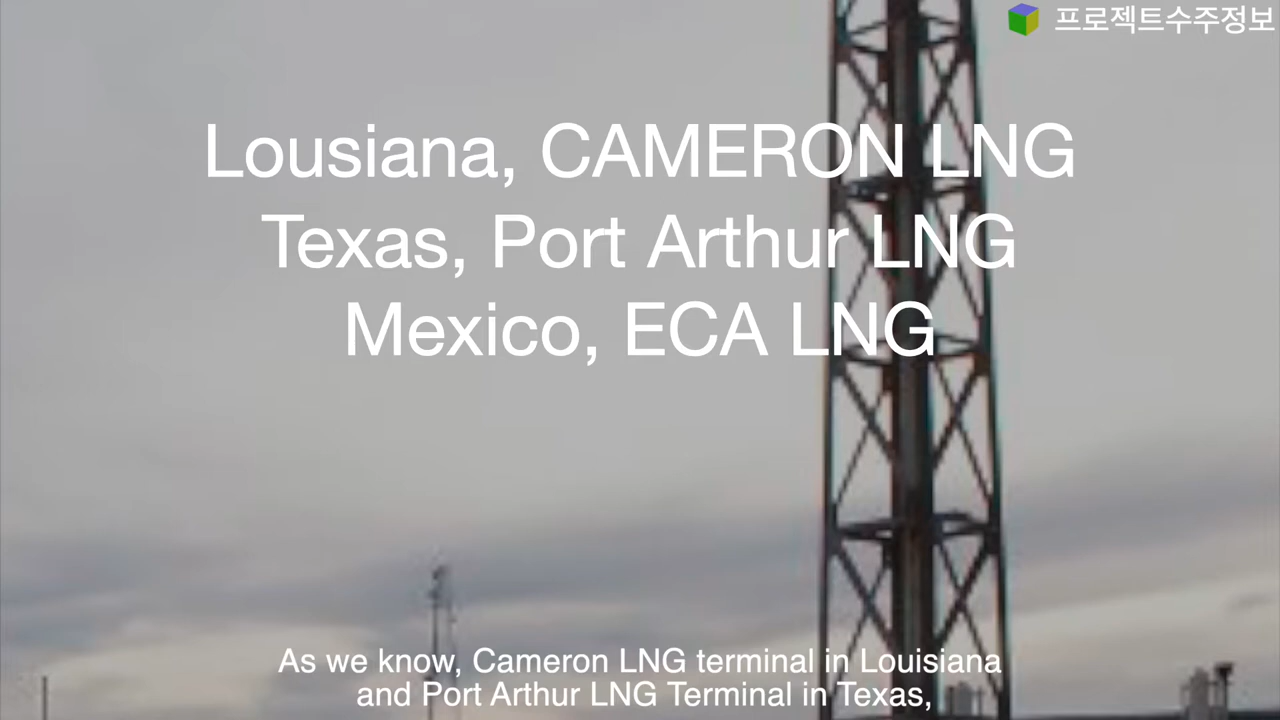 프로젝트수주정보
Lousiana, CAMERON LNG
Texas, Port Arthur LNG
Mexico, ECA LNG
As we know, Cameron LNG terminal in Louisiana
and Port Arthur LNG Terminal in Texas,